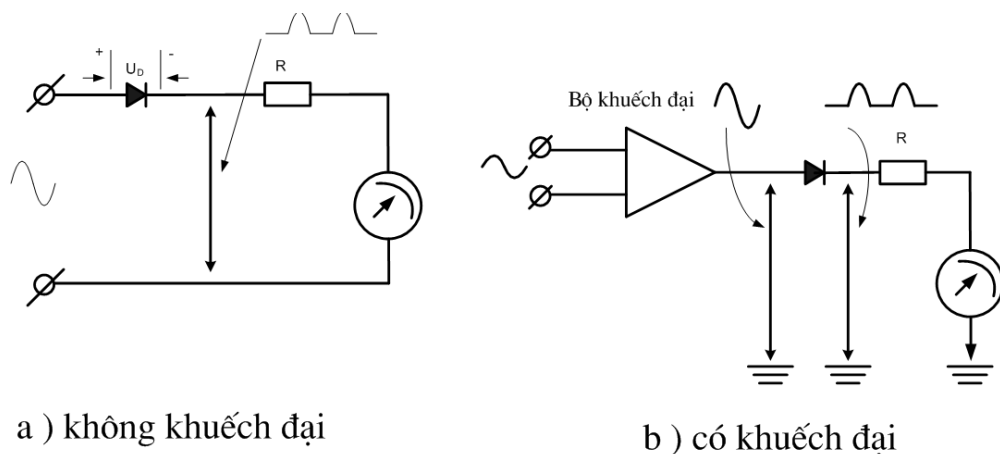 +
U_D
-
R
a ) không khuếch đại
Bộ khuếch đại
R
b ) có khuếch đại